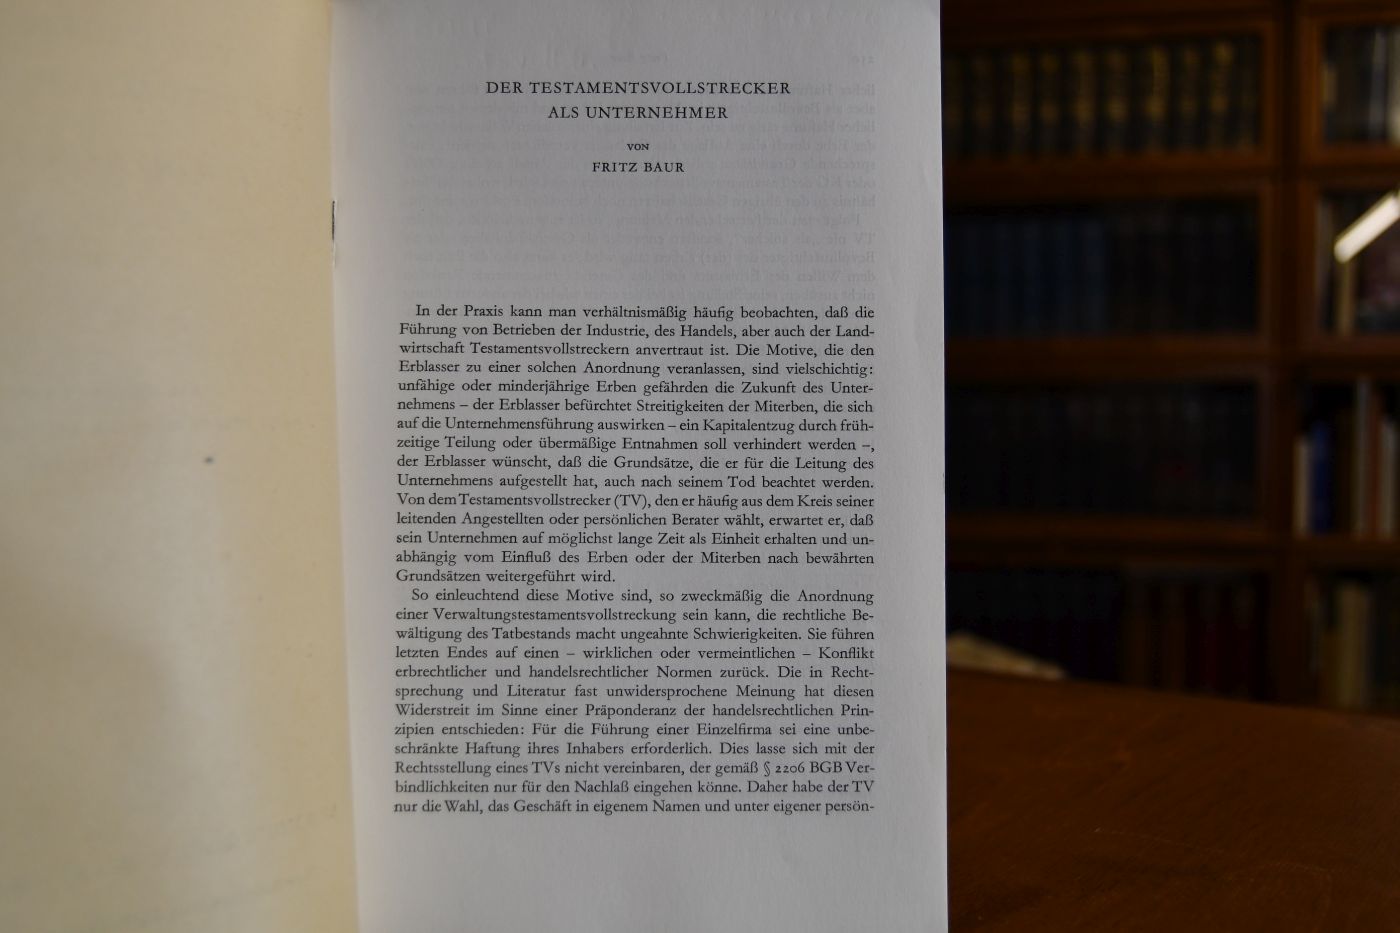 DER TESTAMENTSVOLLSTRECKER
ALS UNTERNEHMER
VON
FRITZ BAUR
In der Praxis kann man verhältnismäßig häufig beobachten, daß die
Führung von Betrieben der Industrie, des Handels, aber auch der Land-
wirtschaft Testamentsvollstreckern anvertraut ist. Die Motive, die den
Erblasser zu einer solchen Anordnung veranlassen, sind vielschichtig:
unfähige oder minderjährige Erben gefährden die Zukunft des Unter-
nehmens – der Erblasser befürchtet Streitigkeiten der Miterben, die sich
auf die Unternehmensführung auswirken – ein Kapitalentzug durch früh-
zeitige Teilung oder übermäßige Entnahmen soll verhindert werden –,
der Erblasser wünscht, daß die Grundsätze, die er für die Leitung des
Unternehmens aufgestellt hat, auch nach seinem Tod beachtet werden.
Von dem Testamentsvollstrecker (TV), den er häufig aus dem Kreis seiner
leitenden Angestellten oder persönlichen Berater wählt, erwartet er, daß
sein Unternehmen auf möglichst lange Zeit als Einheit erhalten und un-
abhängig vom Einfluß des Erben oder der Miterben nach bewährten
Grundsätzen weitergeführt wird.
So einleuchtend diese Motive sind, so zweckmäßig die Anordnung
einer Verwaltungstestamentsvollstreckung sein kann, die rechtliche Be-
wältigung des Tatbestands macht ungeahnte Schwierigkeiten. Sie führen
letzten Endes auf einen – wirklichen oder vermeintlichen – Konflikt
erbrechtlicher und handelsrechtlicher Normen zurück. Die in Recht-
sprechung und Literatur fast unwidersprochene Meinung hat diesen
Widerstreit im Sinne einer Präponderanz der handelsrechtlichen Prin-
zipien entschieden: Für die Führung einer Einzelfirma sei eine unbe-
schränkte Haftung ihres Inhabers erforderlich. Dies lasse sich mit der
Rechtsstellung eines TVs nicht vereinbaren, der gemäß § 2206 BGB Ver-
bindlichkeiten nur für den Nachlaß eingehen könne. Daher habe der TV
nur die Wahl, das Geschäft in eigenem Namen und unter eigener persön-